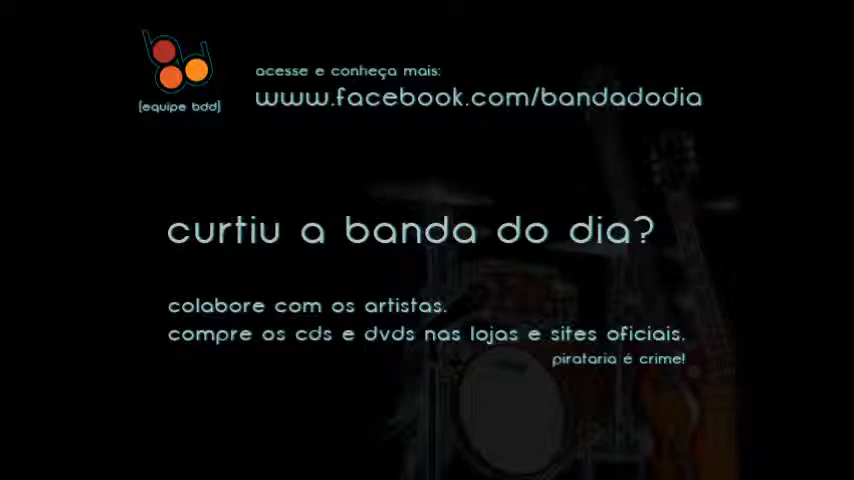 acesse e conheça mais:
www.facebook.com/bandadodia
[equipe bdd]
curtiu a banda do dia?
colabore com os artistas.
compre os cds e dvds nas lojas e sites oficiais.
pirataria é crime!